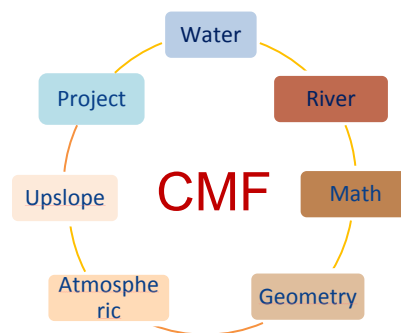 Water
Project
River
CMF
Upslope
Math
Atmosphe
ric
Geometry